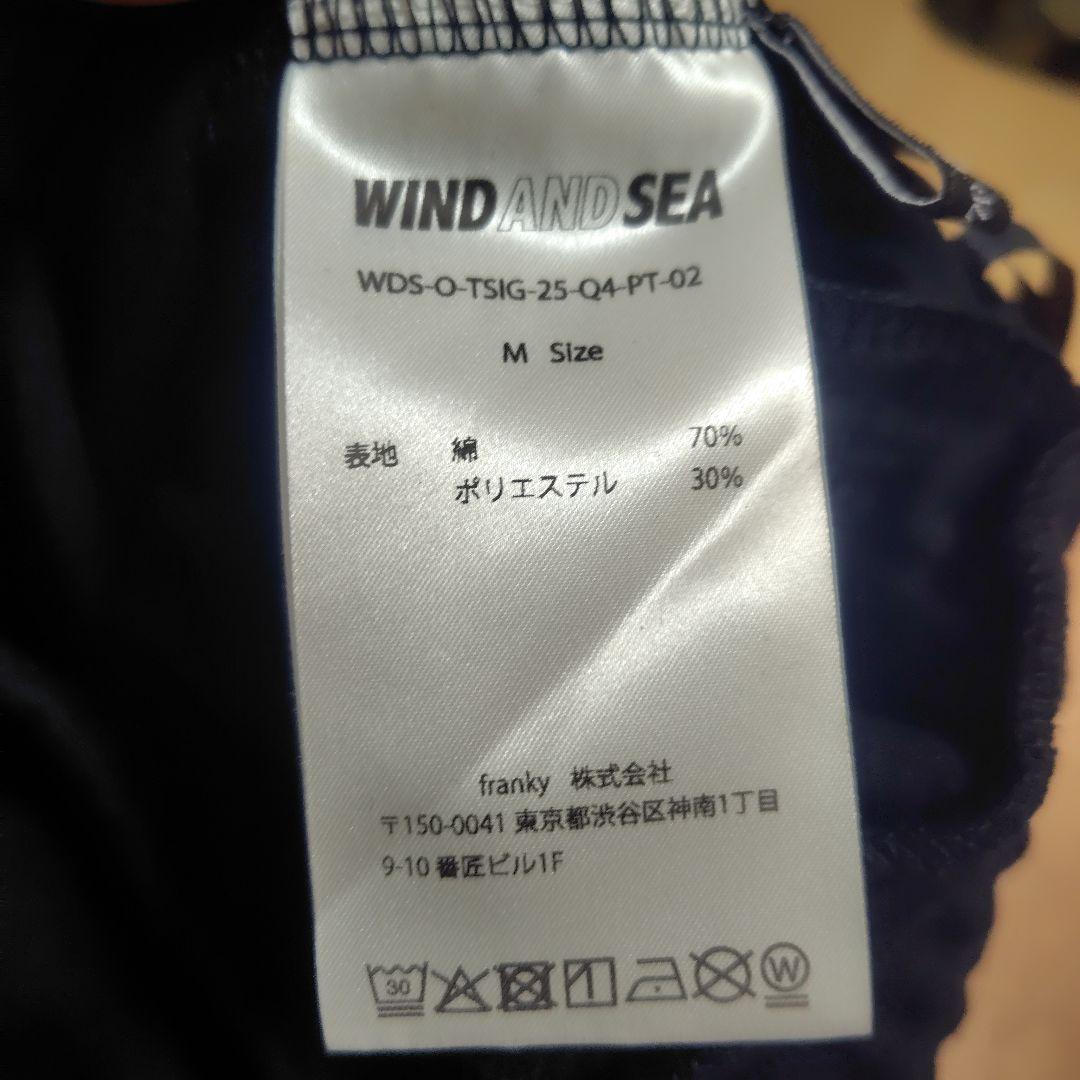 WIND AND SEA
WDS-O-TSIG-25-Q4-PT-02
M Size
表地 綿 70%
ポリエステル 30%
franky 株式会社
〒150-0041 東京都渋谷区神南1丁目
9-10 番匠ビル1F
30 W